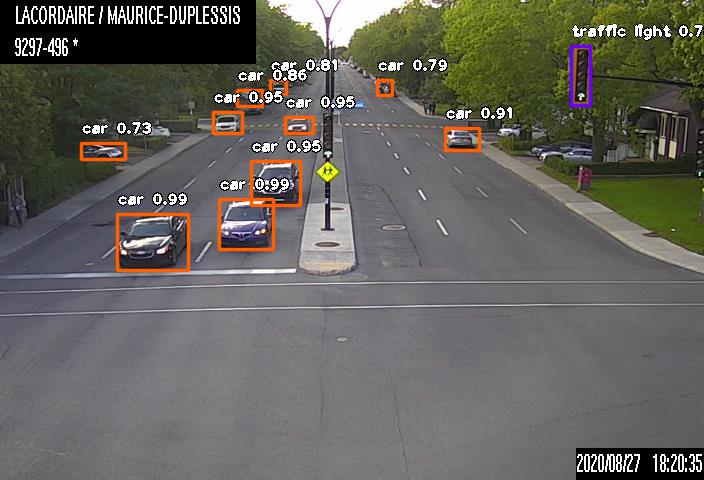 LACORDAIRE / MAURICE-DUPLESSIS
9297-496 *
traffic light 0.7
car 0.81
car 0.79
car 0.86
car 0.95
car 0.95
car 0.91
car 0.73
car 0.95
car 0.99
car 0.99
2020/08/27 18:20:35